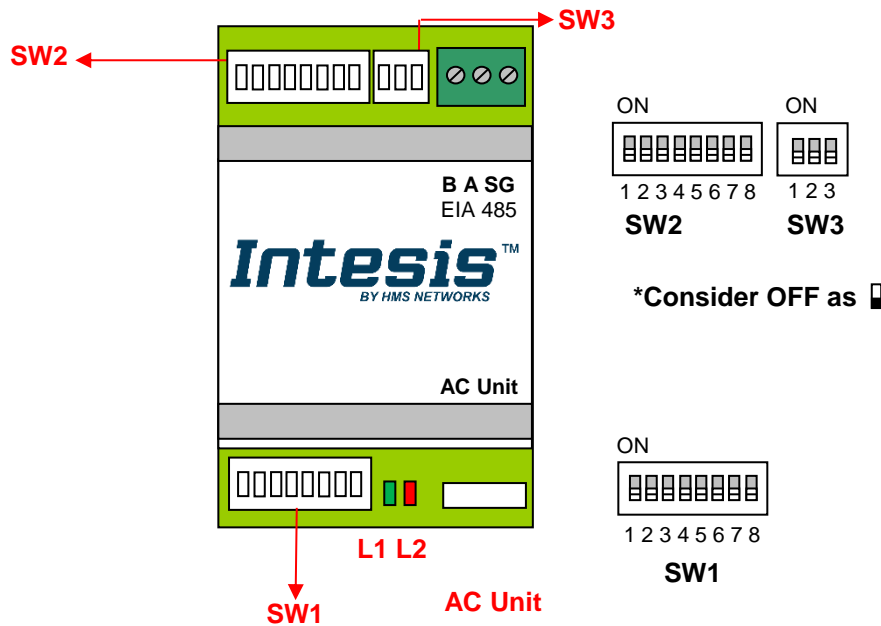 SW3
SW2
ON ON
1 2 3 4 5 6 7 8 1 2 3
SW2 SW3
B A SG
EIA 485
Intesis™
BY HMS NETWORKS
*Consider OFF as
AC Unit
ON
1 2 3 4 5 6 7 8
SW1
L1 L2
SW1
AC Unit